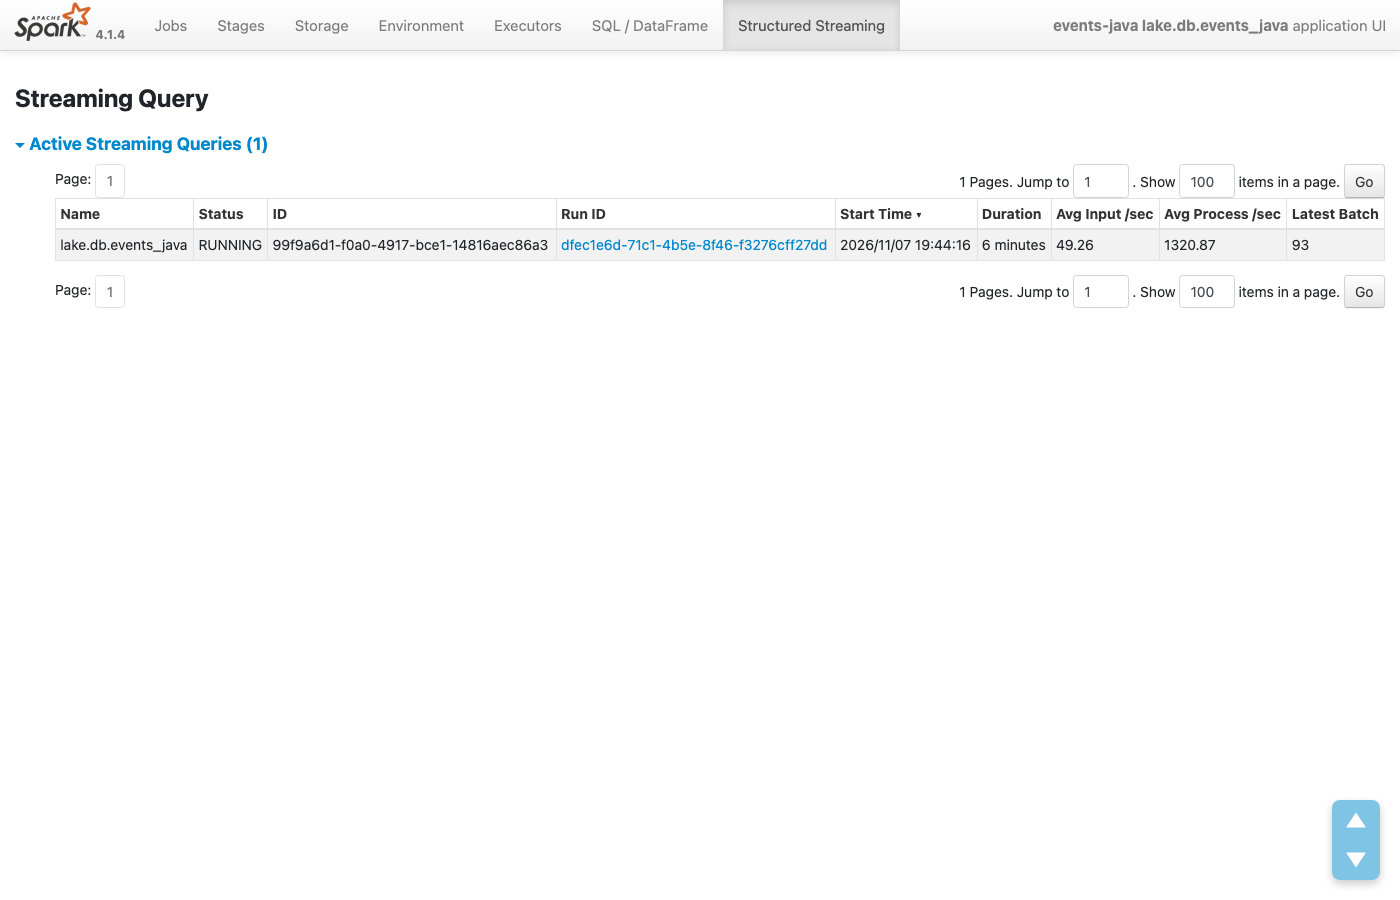 APACHE Spark 4.1.4 Jobs Stages Storage Environment Executors SQL / DataFrame Structured Streaming events-java lake.db.events_java application UI
Streaming Query
Active Streaming Queries (1)
Page: 1 1 Pages. Jump to 1 . Show 100 items in a page. Go
Name Status ID Run ID Start Time ▾ Duration Avg Input /sec Avg Process /sec Latest Batch
lake.db.events_java RUNNING 99f9a6d1-f0a0-4917-bce1-14816aec86a3 dfec1e6d-71c1-4b5e-8f46-f3276cff27dd 2026/11/07 19:44:16 6 minutes 49.26 1320.87 93
Page: 1 1 Pages. Jump to 1 . Show 100 items in a page. Go